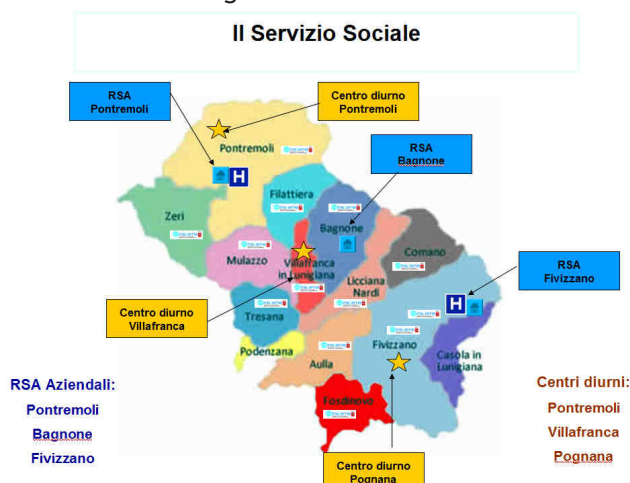 Il Servizio Sociale
RSA
Pontremoli
Centro diurno
Pontremoli
RSA
Bagnone
Pontremoli
Filattiera
Zeri
Bagnone
Comano
Mulazzo
Villafranca
in Lunigiana
RSA
Fivizzano
Licciana
Nardi
Centro diurno
Villafranca
H
H
Tresana
Fivizzano
Podenzana
Aulla
Casola in
Lunigiana
Fosdinovo
RSA Aziendali:
Pontremoli
Bagnone
Fivizzano
Centri diurni:
Pontremoli
Villafranca
Pognana
Centro diurno
Pognana